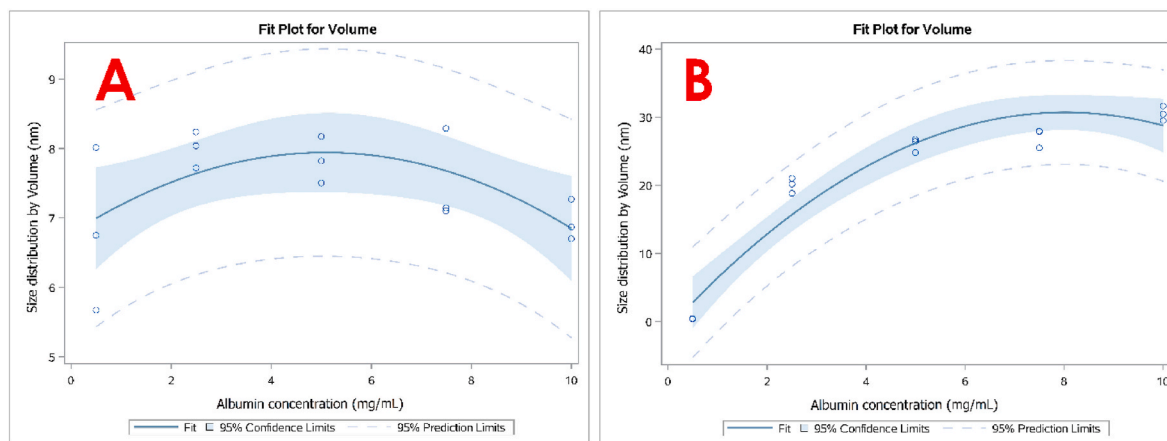 Fit Plot for Volume
A
Size distribution by Volume (nm)
9
8
7
6
5
0
2
4
6
8
10
Albumin concentration (mg/mL)
Fit
95% Confidence Limits
95% Prediction Limits
Fit Plot for Volume
B
Size distribution by Volume (nm)
40
30
20
10
0
0
2
4
6
8
10
Albumin concentration (mg/mL)
Fit
95% Confidence Limits
95% Prediction Limits